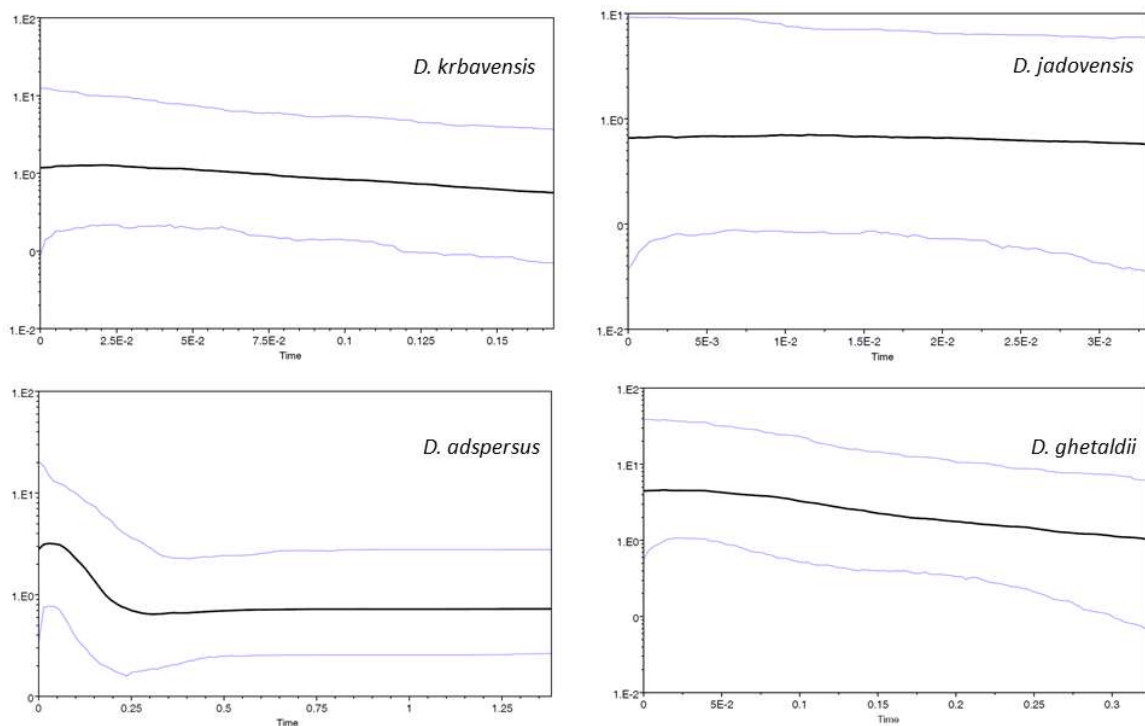 1.E2
1.E1
1.E0
0
1.E-2
D. krbavensis
0 2.5E-2 5E-2 7.5E-2 0.1 0.125 0.15
Time
1.E1
1.E0
0
1.E-2
D. jadovensis
0 5E-3 1E-2 1.5E-2 2E-2 2.5E-2 3E-2
Time
1.E2
1.E1
1.E0
0
D. adspersus
0 0.25 0.5 0.75 1 1.25
Time
1.E2
1.E1
1.E0
0
1.E-2
D. ghetaldii
0 5E-2 0.1 0.15 0.2 0.25 0.3
Time